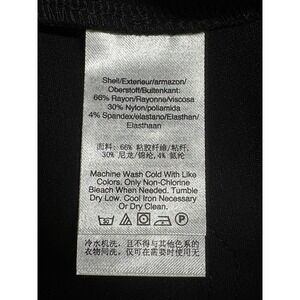 Shell/Exterieur/armazon/
Oberstoff/Buitenkant:
66% Rayon/Rayonne/viscosa
30% Nylon/poliamida
4% Spandex/elastano/Elasthan/
Elasthaan
面料: 66% 粘胶纤维/粘纤,
30% 尼龙/锦纶, 4% 氨纶
Machine Wash Cold With Like
Colors. Only Non-Chlorine
Bleach When Needed. Tumble
Dry Low. Cool Iron Necessary
Or Dry Clean.
30 P
冷水机洗, 且不得与其他色系的
衣物同洗, 仅可在需要时使用无